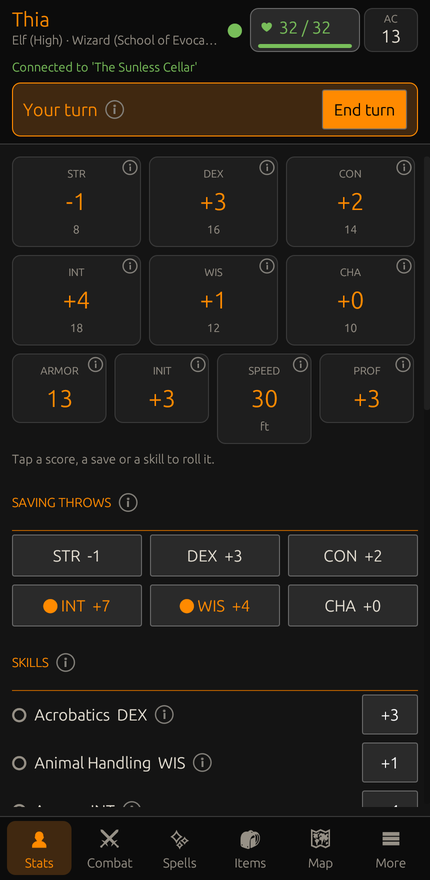 Thia
Elf (High) · Wizard (School of Evoca...
32 / 32
AC
13
Connected to 'The Sunless Cellar'
Your turn
End turn
STR
-1
8
DEX
+3
16
CON
+2
14
INT
+4
18
WIS
+1
12
CHA
+0
10
ARMOR
13
INIT
+3
SPEED
30
ft
PROF
+3
Tap a score, a save or a skill to roll it.
SAVING THROWS
STR -1
DEX +3
CON +2
INT +7
WIS +4
CHA +0
SKILLS
Acrobatics DEX
+3
Animal Handling WIS
+1
Stats
Combat
Spells
Items
Map
More